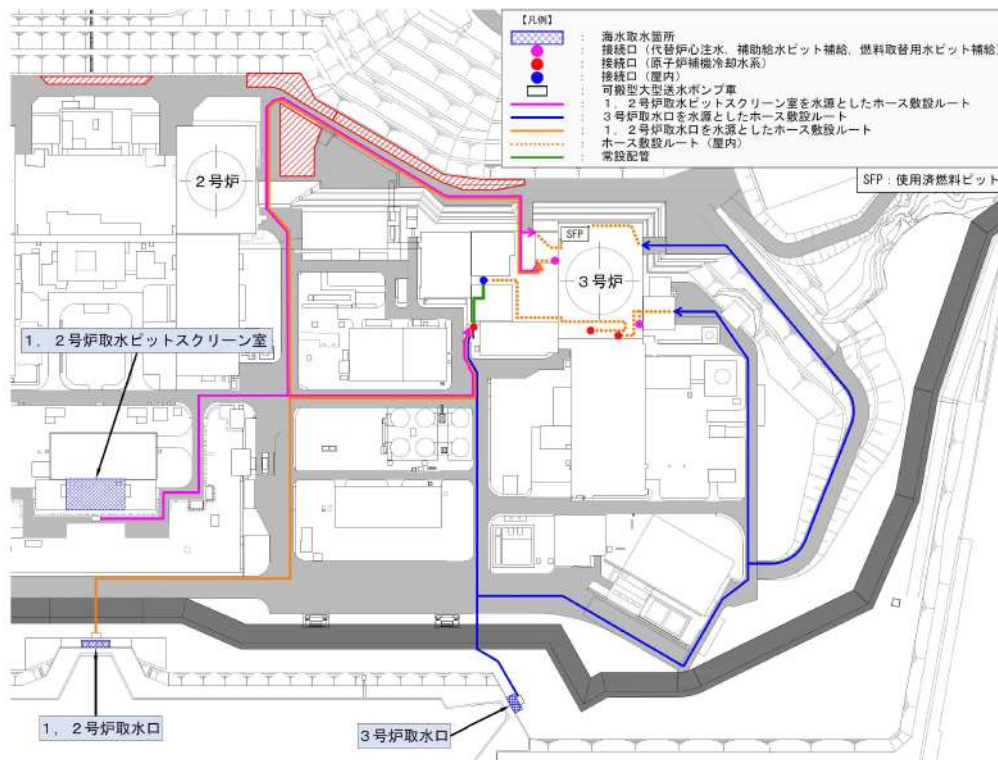 【凡例】
: 海水取水箇所
: 接続口(代替炉心注水, 補助給水ピット補給, 燃料取替用水ピット補給)
: 接続口(原子炉補機冷却水系)
: 接続口(屋内)
: 可搬型大型送水ポンプ車
: 1, 2号炉取水ピットスクリーン室を水源としたホース敷設ルート
: 3号炉取水口を水源としたホース敷設ルート
: 1, 2号炉取水口を水源としたホース敷設ルート
: ホース敷設ルート(屋内)
: 常設配管
SFP:使用済燃料ピット
2号炉
SFP
3号炉
1, 2号炉取水ピットスクリーン室
1, 2号炉取水口
3号炉取水口